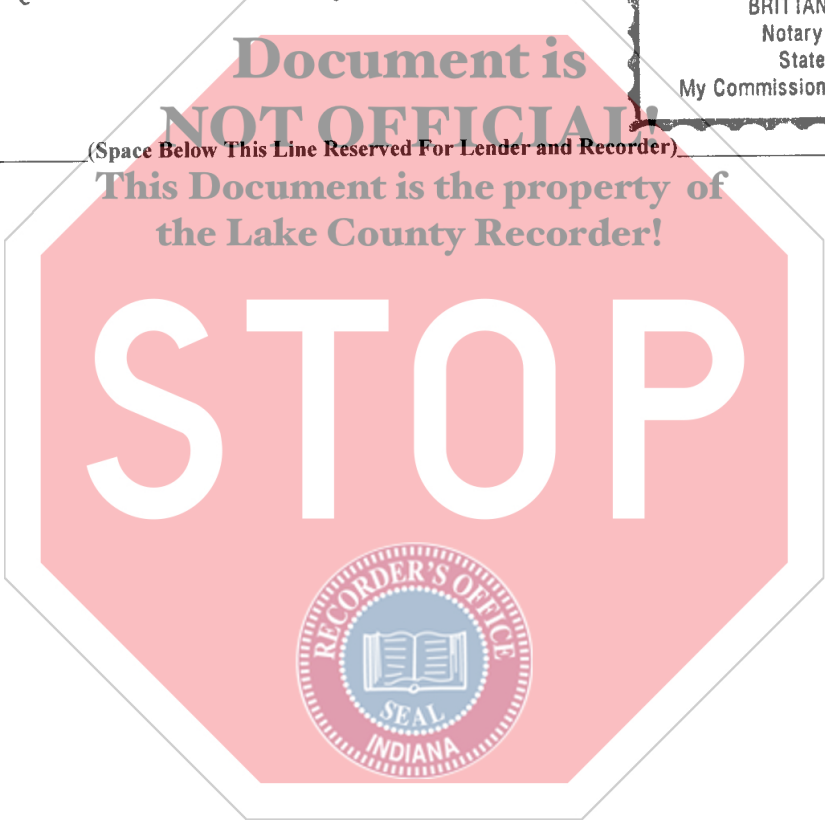 Notary
State
My Commission
Document is
NOT OFFICIAL!
(Space Below This Line Reserved For Lender and Recorder)
This Document is the property of
the Lake County Recorder!
STOP
RECORDER'S OFFICE
SEAL
INDIANA